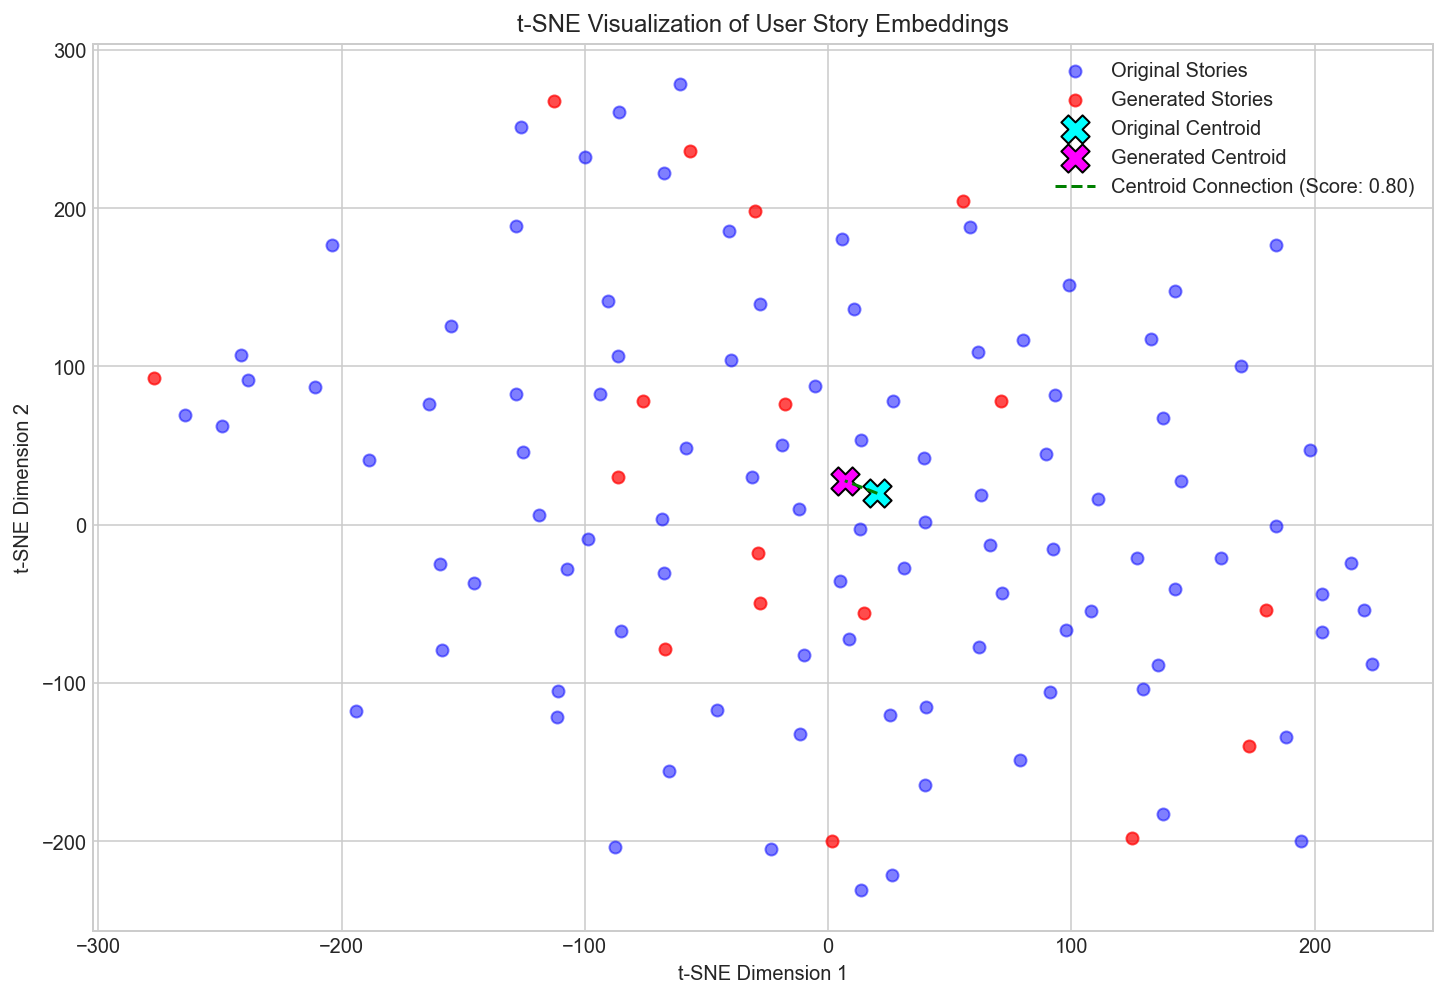 t-SNE Visualization of User Story Embeddings
Original Stories
Generated Stories
Original Centroid
Generated Centroid
Centroid Connection (Score: 0.80)
300
200
100
0
−100
−200
t-SNE Dimension 2
−300
−200
−100
0
100
200
t-SNE Dimension 1